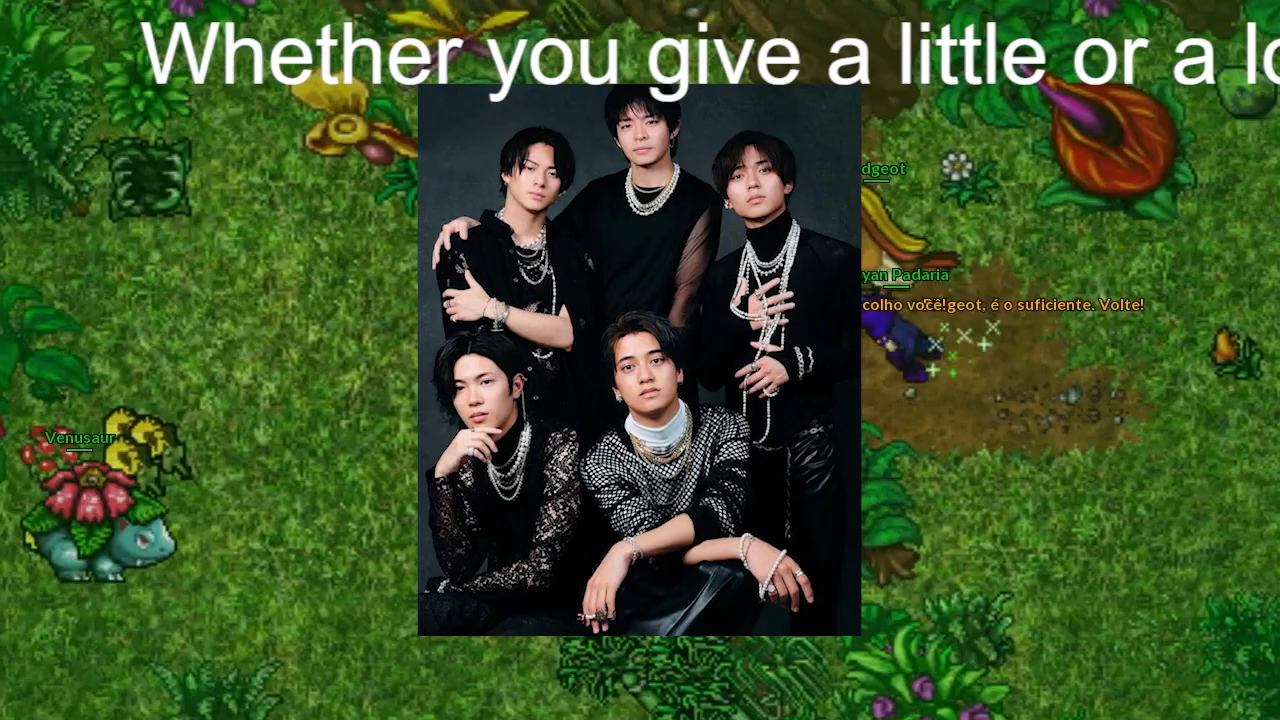 Whether you give a little or a lo
dgeot
yan Padaria
colho você!geot, é o suficiente. Volte!
Venusaur